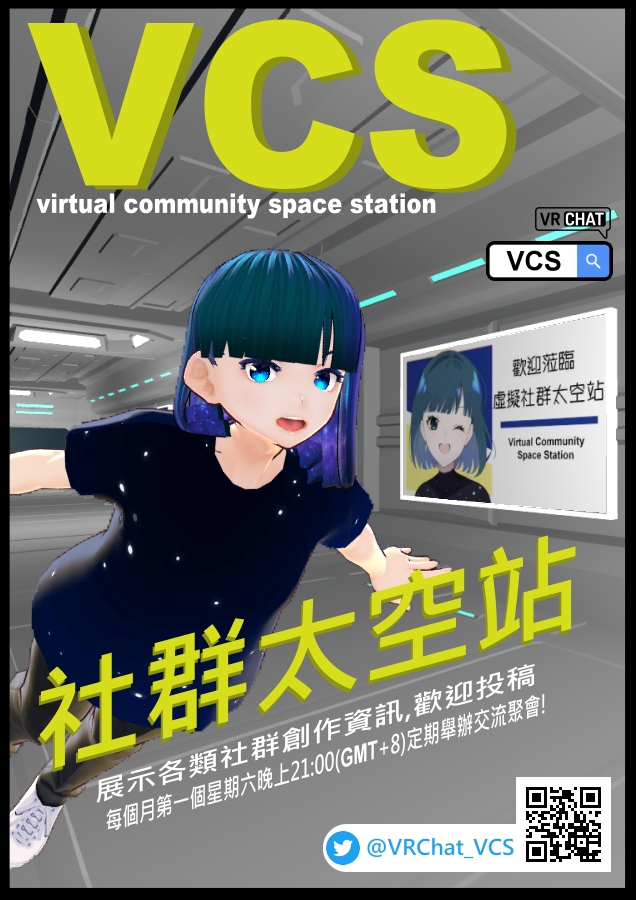 VCS
virtual community space station
VRCHAT
VCS
歡迎蒞臨
虛擬社群太空站
Virtual Community
Space Station
社群太空站
展示各類社群創作資訊,歡迎投稿
每個月第一個星期六晚上21:00(GMT+8)定期舉辦交流聚會!
@VRChat_VCS